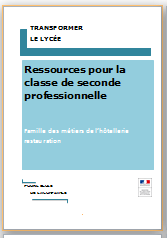 TRANSFORMER
LE LYCÉE
Ressources pour la
classe de seconde
professionnelle
Famille des métiers de l'hôtellerie
restauration